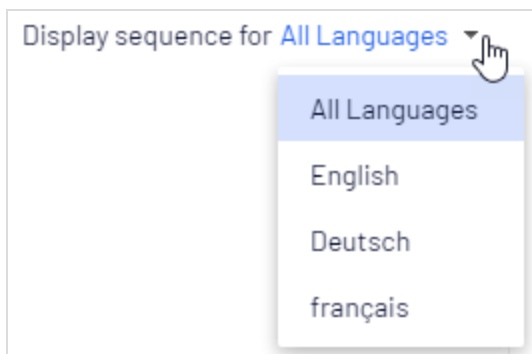 Display sequence for All Languages
All Languages
English
Deutsch
français